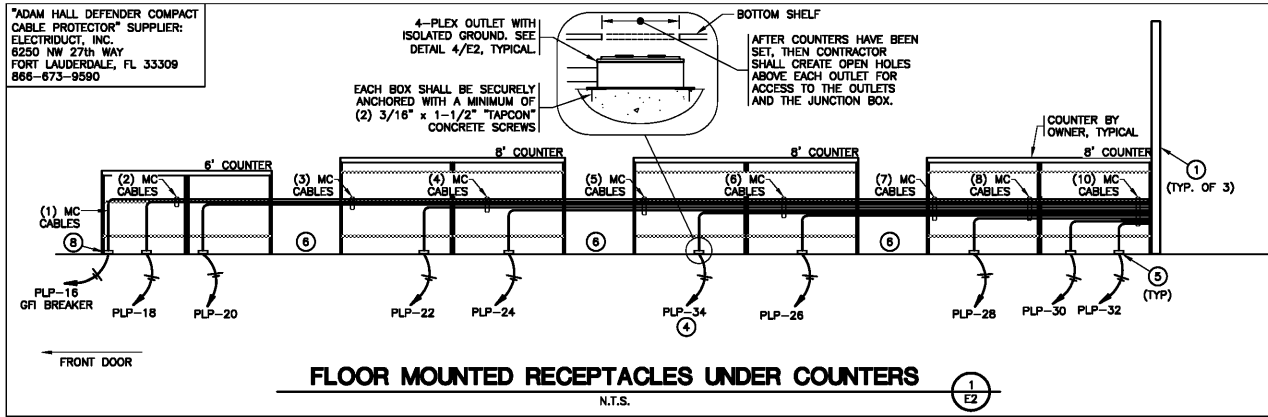 "ADAM HALL DEFENDER COMPACT
CABLE PROTECTOR" SUPPLIER:
ELECTRIDUCT, INC.
6250 NW 27th WAY
FORT LAUDERDALE, FL 33309
866-673-9590
4-PLEX OUTLET WITH
ISOLATED GROUND. SEE
DETAIL 4/E2, TYPICAL.
BOTTOM SHELF
AFTER COUNTERS HAVE BEEN
SET, THEN CONTRACTOR
SHALL CREATE OPEN HOLES
ABOVE EACH OUTLET FOR
ACCESS TO THE OUTLETS
AND THE JUNCTION BOX.
EACH BOX SHALL BE SECURELY
ANCHORED WITH A MINIMUM OF
(2) 3/16" x 1-1/2" "TAPCON"
CONCRETE SCREWS
COUNTER BY
OWNER, TYPICAL
6' COUNTER
8' COUNTER
8' COUNTER
8' COUNTER
(1) MC
CABLES
(2) MC
CABLES
(3) MC
CABLES
(4) MC
CABLES
(5) MC
CABLES
(6) MC
CABLES
(7) MC
CABLES
(8) MC
CABLES
(10) MC
CABLES
1
(TYP. OF 3)
8
6
6
6
5
(TYP)
PLP-16
GFI BREAKER
PLP-18
PLP-20
PLP-22
PLP-24
PLP-34
4
PLP-26
PLP-28
PLP-30
PLP-32
FRONT DOOR
FLOOR MOUNTED RECEPTACLES UNDER COUNTERS
N.T.S.
1
E2